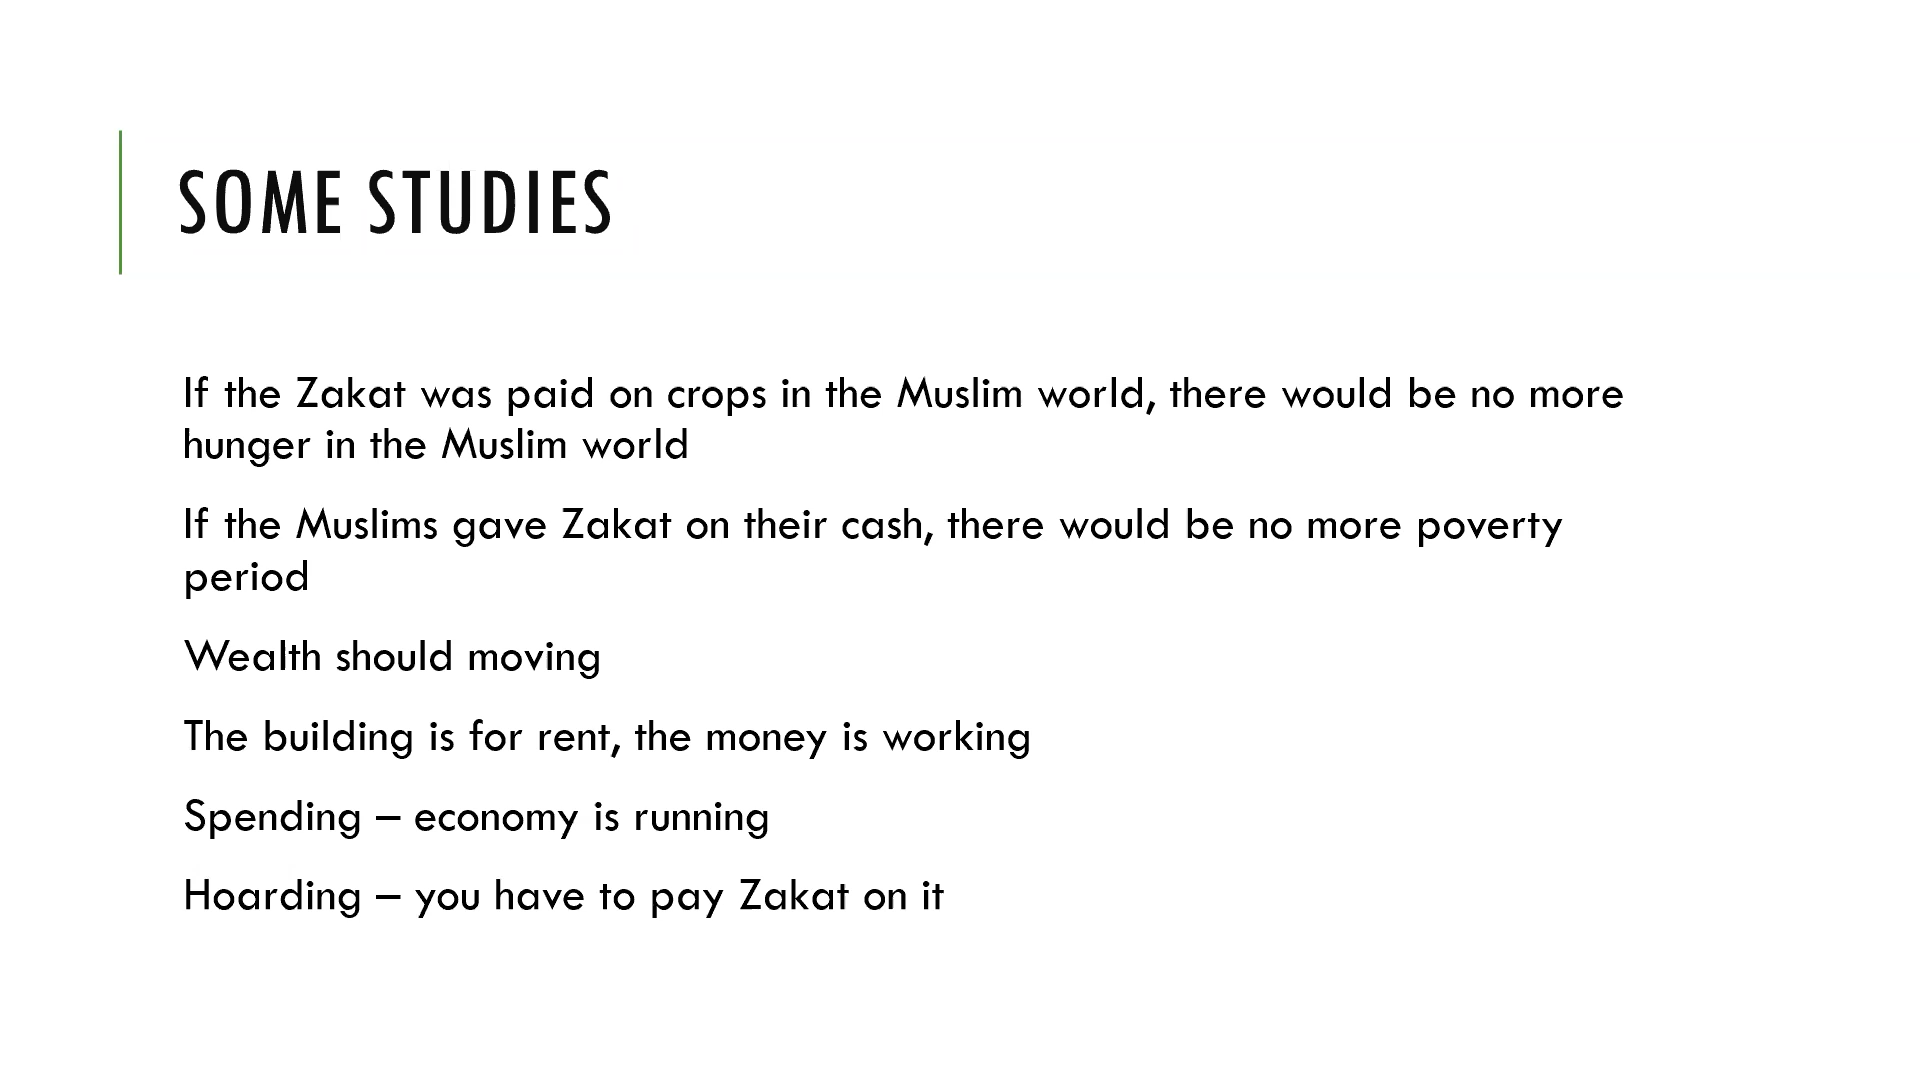 SOME STUDIES
If the Zakat was paid on crops in the Muslim world, there would be no more
hunger in the Muslim world
If the Muslims gave Zakat on their cash, there would be no more poverty
period
Wealth should moving
The building is for rent, the money is working
Spending – economy is running
Hoarding – you have to pay Zakat on it